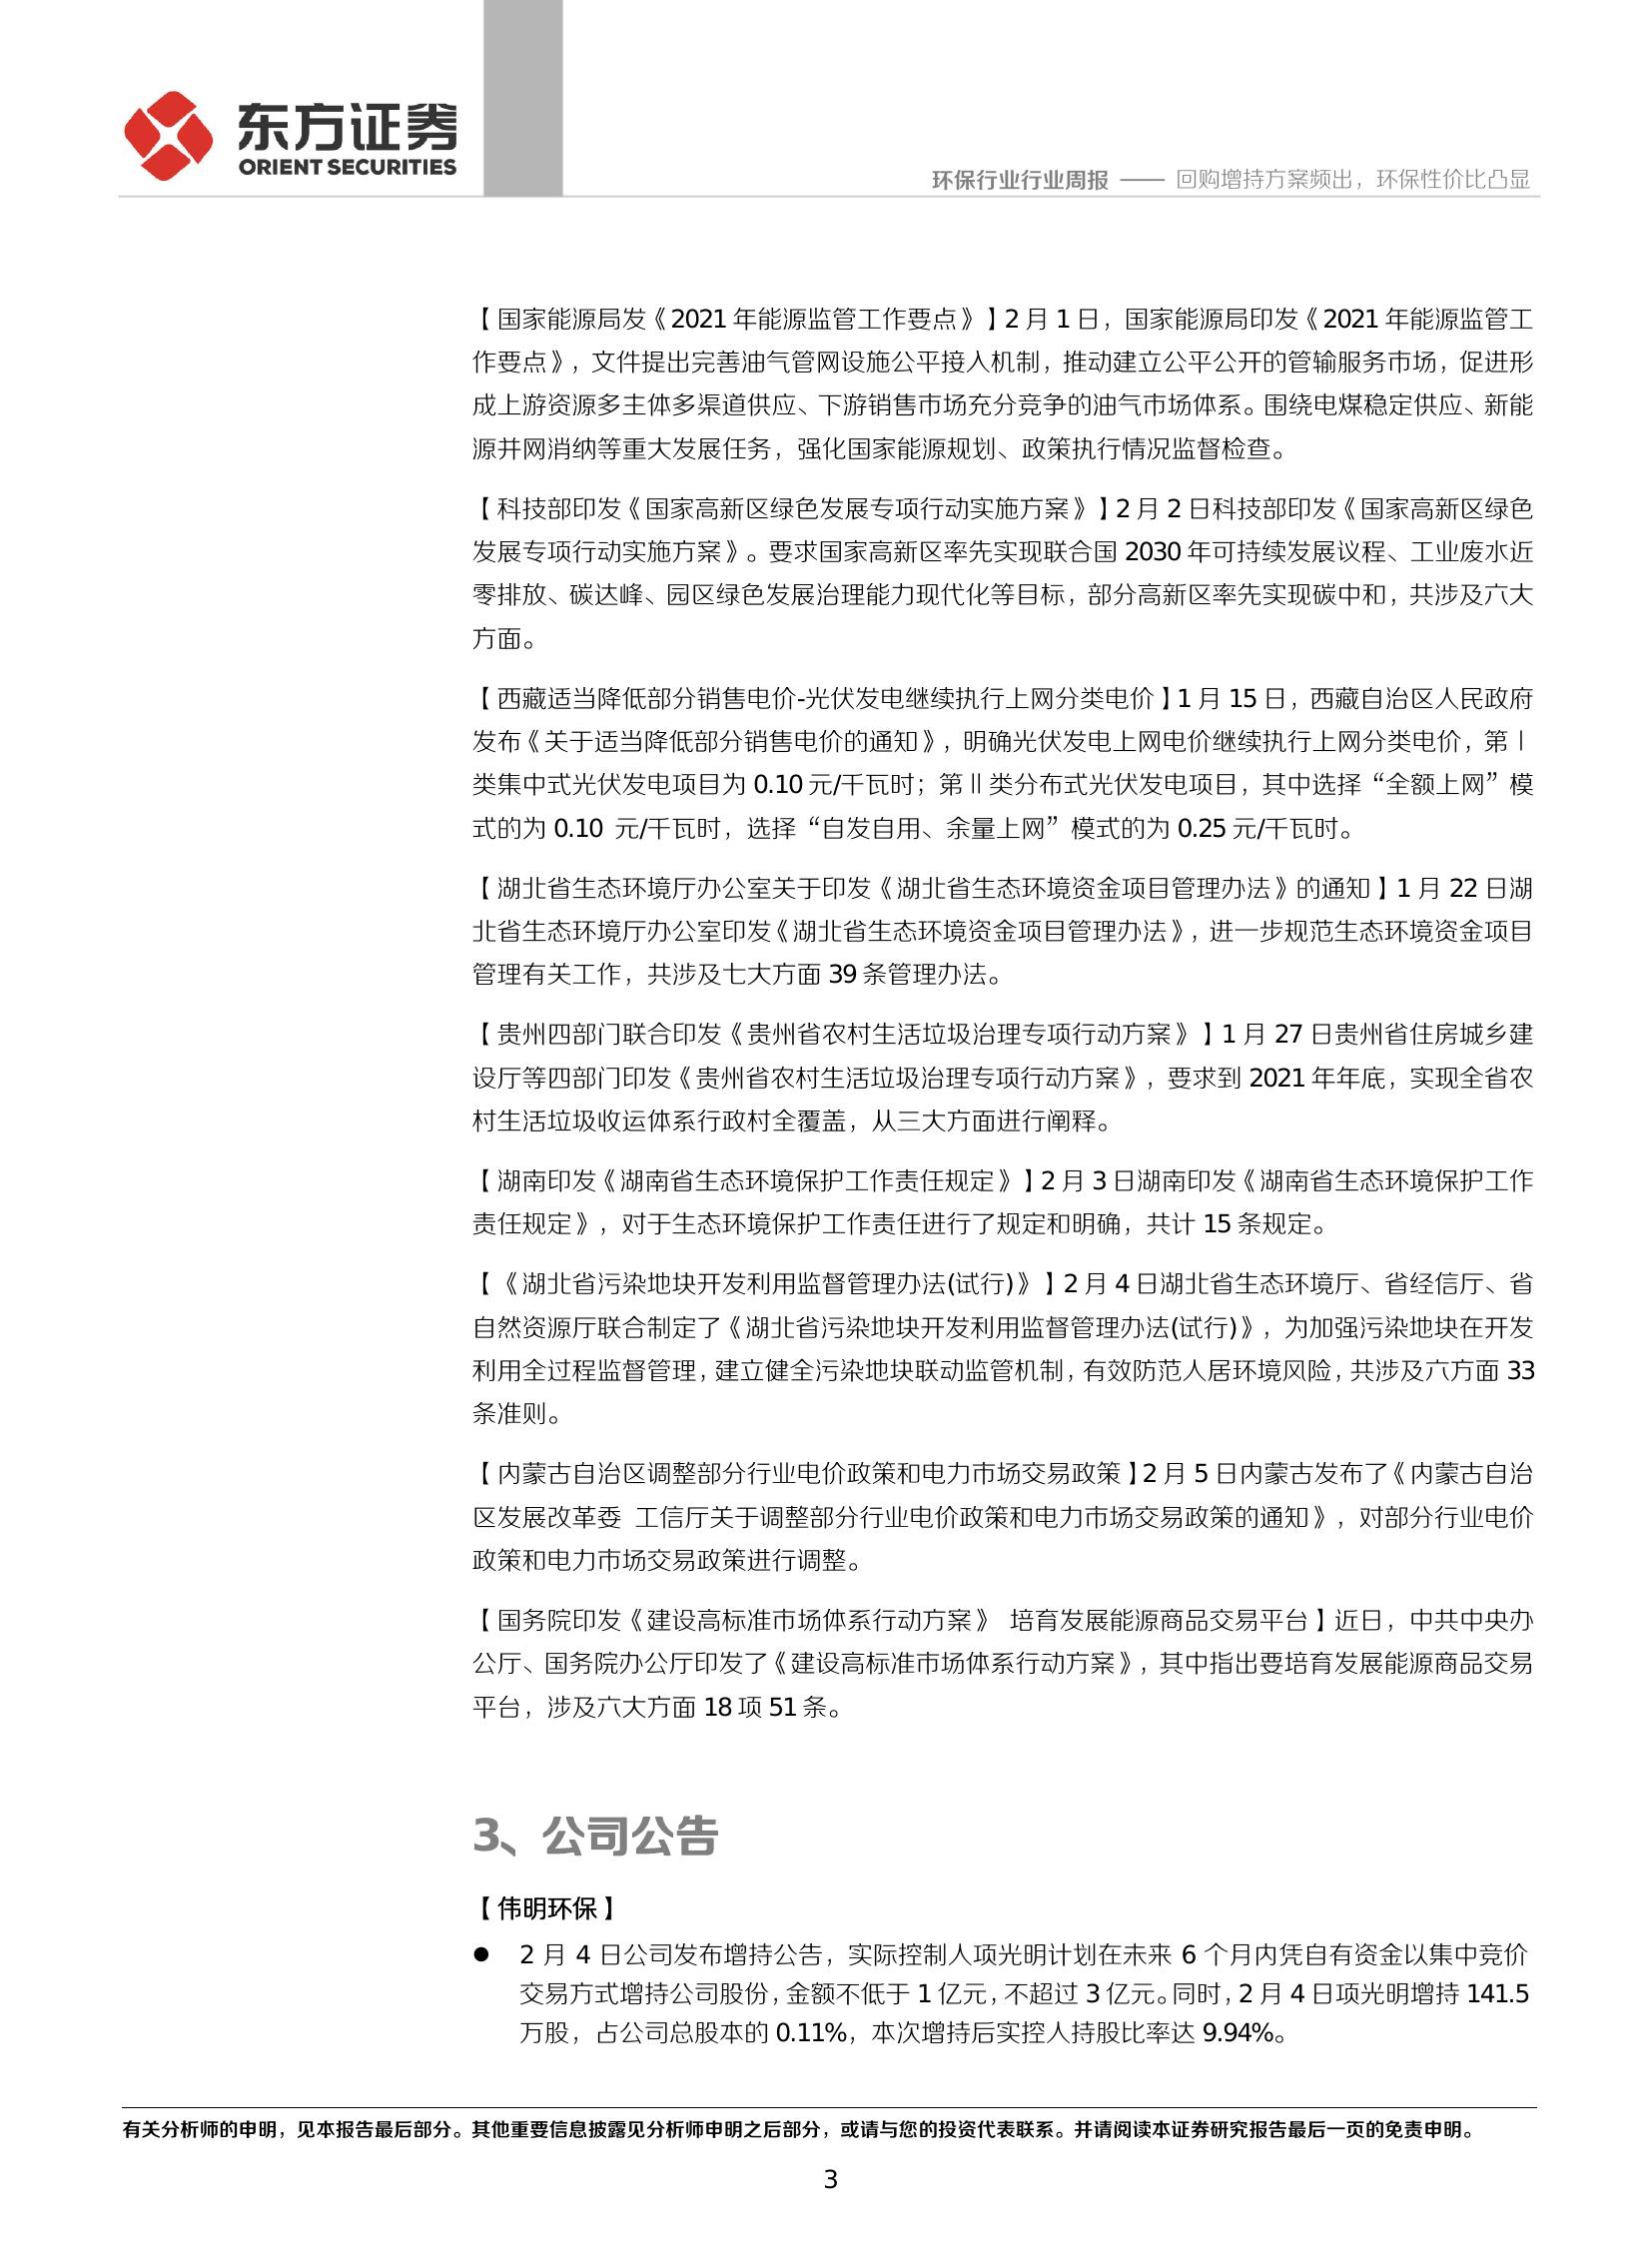 东方证券
ORIENT SECURITIES
环保行业行业周报 —— 回购增持方案频出，环保性价比凸显
【国家能源局发《2021 年能源监管工作要点》】2 月 1 日，国家能源局印发《2021 年能源监管工
作要点》，文件提出完善油气管网设施公平接入机制，推动建立公平公开的管输服务市场，促进形
成上游资源多主体多渠道供应、下游销售市场充分竞争的油气市场体系。围绕电煤稳定供应、新能
源并网消纳等重大发展任务，强化国家能源规划、政策执行情况监督检查。
【科技部印发《国家高新区绿色发展专项行动实施方案》】2 月 2 日科技部印发《国家高新区绿色
发展专项行动实施方案》。要求国家高新区率先实现联合国 2030 年可持续发展议程、工业废水近
零排放、碳达峰、园区绿色发展治理能力现代化等目标，部分高新区率先实现碳中和，共涉及六大
方面。
【西藏适当降低部分销售电价-光伏发电继续执行上网分类电价】1 月 15 日，西藏自治区人民政府
发布《关于适当降低部分销售电价的通知》，明确光伏发电上网电价继续执行上网分类电价，第Ⅰ
类集中式光伏发电项目为 0.10 元/千瓦时；第Ⅱ类分布式光伏发电项目，其中选择“全额上网”模
式的为 0.10 元/千瓦时，选择“自发自用、余量上网”模式的为 0.25 元/千瓦时。
【湖北省生态环境厅办公室关于印发《湖北省生态环境资金项目管理办法》的通知】1 月 22 日湖
北省生态环境厅办公室印发《湖北省生态环境资金项目管理办法》，进一步规范生态环境资金项目
管理有关工作，共涉及七大方面 39 条管理办法。
【贵州四部门联合印发《贵州省农村生活垃圾治理专项行动方案》】1 月 27 日贵州省住房城乡建
设厅等四部门印发《贵州省农村生活垃圾治理专项行动方案》，要求到 2021 年年底，实现全省农
村生活垃圾收运体系行政村全覆盖，从三大方面进行阐释。
【湖南印发《湖南省生态环境保护工作责任规定》】2 月 3 日湖南印发《湖南省生态环境保护工作
责任规定》，对于生态环境保护工作责任进行了规定和明确，共计 15 条规定。
【《湖北省污染地块开发利用监督管理办法(试行)》】2 月 4 日湖北省生态环境厅、省经信厅、省
自然资源厅联合制定了《湖北省污染地块开发利用监督管理办法(试行)》，为加强污染地块在开发
利用全过程监督管理，建立健全污染地块联动监管机制，有效防范人居环境风险，共涉及六方面 33
条准则。
【内蒙古自治区调整部分行业电价政策和电力市场交易政策】2 月 5 日内蒙古发布了《内蒙古自治
区发展改革委 工信厅关于调整部分行业电价政策和电力市场交易政策的通知》，对部分行业电价
政策和电力市场交易政策进行调整。
【国务院印发《建设高标准市场体系行动方案》 培育发展能源商品交易平台】近日，中共中央办
公厅、国务院办公厅印发了《建设高标准市场体系行动方案》，其中指出要培育发展能源商品交易
平台，涉及六大方面 18 项 51 条。
3、公司公告
【伟明环保】
● 2 月 4 日公司发布增持公告，实际控制人项光明计划在未来 6 个月内凭自有资金以集中竞价
交易方式增持公司股份，金额不低于 1 亿元，不超过 3 亿元。同时，2 月 4 日项光明增持 141.5
万股，占公司总股本的 0.11%，本次增持后实控人持股比率达 9.94%。
有关分析师的申明，见本报告最后部分。其他重要信息披露见分析师申明之后部分，或请与您的投资代表联系。并请阅读本证券研究报告最后一页的免责申明。
3